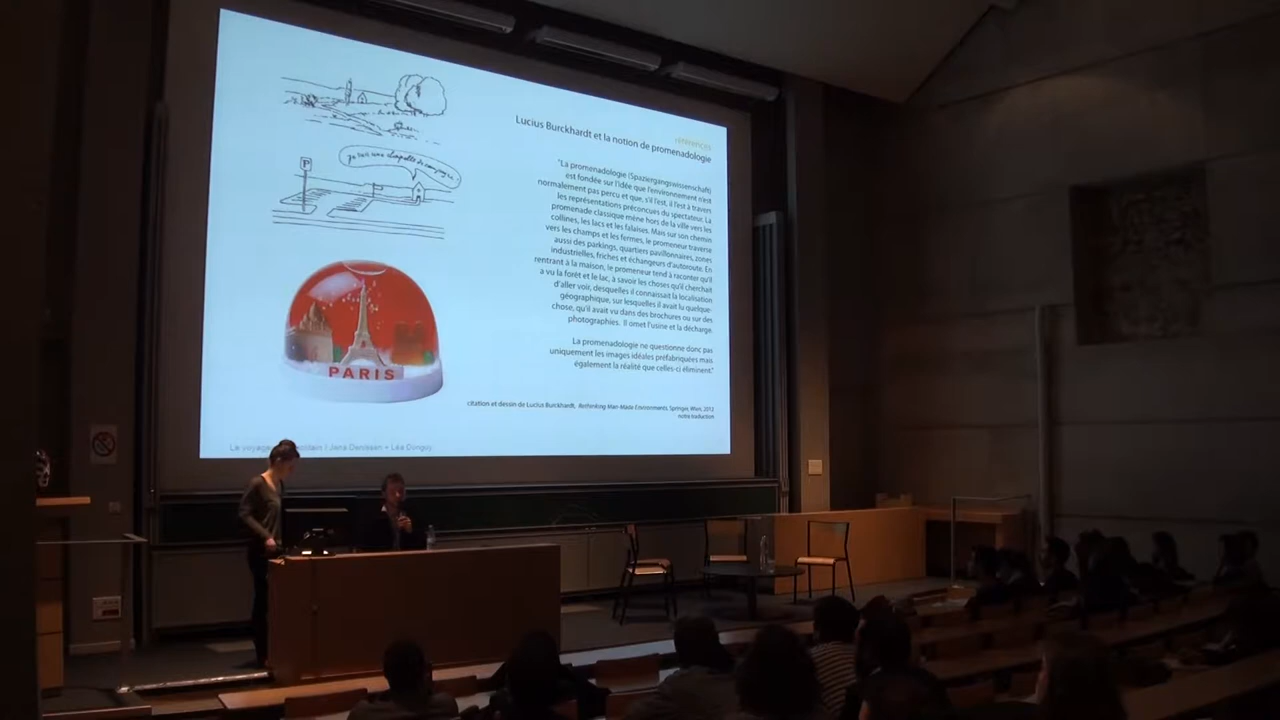 P
je vois une chapelle de campagne
PARIS
références
Lucius Burckhardt et la notion de promenadologie
"La promenadologie (Spaziergangswissenschaft)
est fondée sur l'idée que l'environnement n'est
normalement pas perçu et que, s'il l'est, il l'est à travers
les représentations préconçues du spectateur. La
promenade classique mène hors de la ville vers les
collines, les lacs et les falaises. Mais sur son chemin
vers les champs et les fermes, le promeneur traverse
aussi des parkings, quartiers pavillonnaires, zones
industrielles, friches et échangeurs d'autoroute. En
rentrant à la maison, le promeneur tend à raconter qu'il
a vu la forêt et le lac, à savoir les choses qu'il cherchait
d'aller voir, desquelles il connaissait la localisation
géographique, sur lesquelles il avait lu quelque-
chose, qu'il avait vu dans des brochures ou sur des
photographies. Il omet l'usine et la décharge.
La promenadologie ne questionne donc pas
uniquement les images idéales préfabriquées mais
également la réalité que celles-ci éliminent."
citation et dessin de Lucius Burckhardt, Rethinking Man-Made Environments, Springer, Wien, 2012
notre traduction
Le voyage